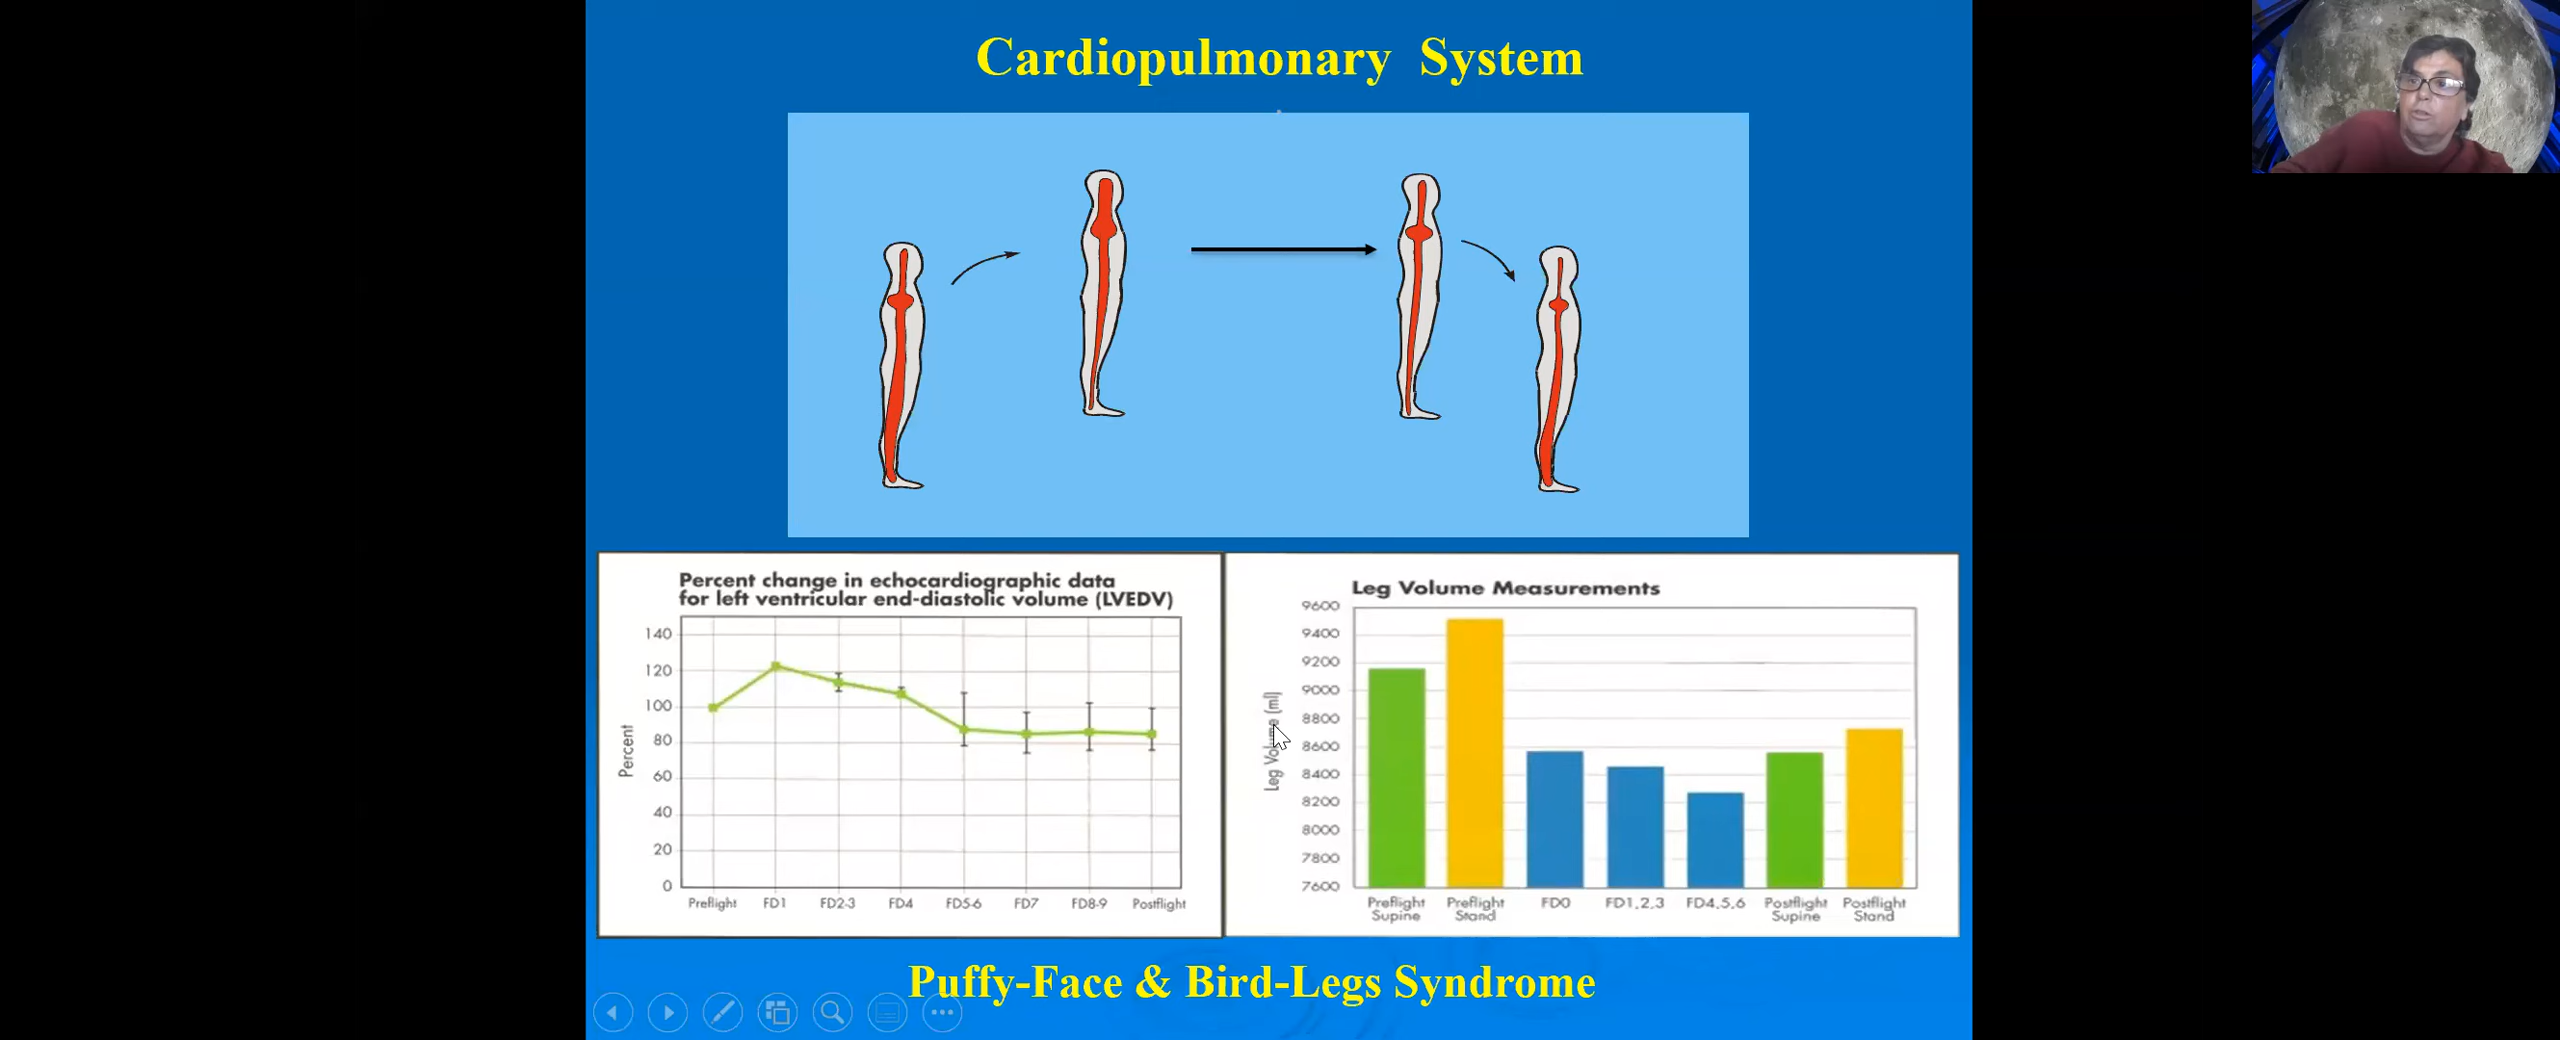 Cardiopulmonary System
Percent change in echocardiographic data
for left ventricular end-diastolic volume (LVEDV)
Percent
140
120
100
80
60
40
20
0
Preflight FD1 FD2-3 FD4 FD5-6 FD7 FD8-9 Postflight
Leg Volume Measurements
Leg Volume (ml)
9600
9400
9200
9000
8800
8600
8400
8200
8000
7800
7600
Preflight Preflight FD0 FD1,2,3 FD4,5,6 Postflight Postflight
Supine Stand Supine Stand
Puffy-Face & Bird-Legs Syndrome